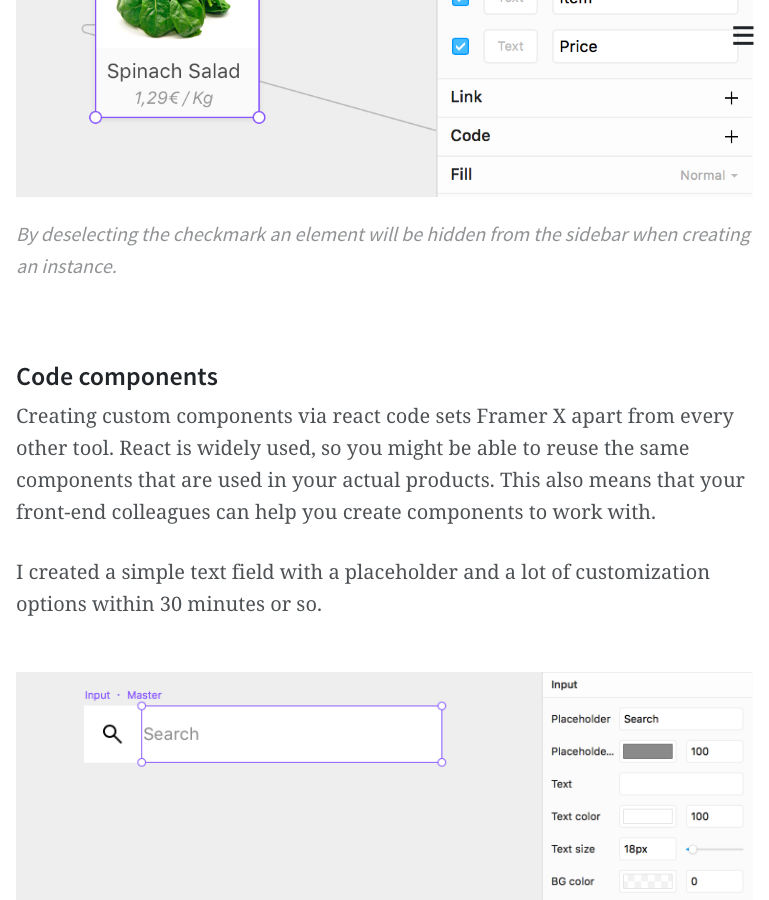 Text Item
Text Price
Spinach Salad
1,29€ / Kg
Link
Code
Fill Normal
By deselecting the checkmark an element will be hidden from the sidebar when creating
an instance.
Code components
Creating custom components via react code sets Framer X apart from every
other tool. React is widely used, so you might be able to reuse the same
components that are used in your actual products. This also means that your
front-end colleagues can help you create components to work with.
I created a simple text field with a placeholder and a lot of customization
options within 30 minutes or so.
Input · Master
Search
Input
Placeholder Search
Placeholde... 100
Text
Text color 100
Text size 18px
BG color 0